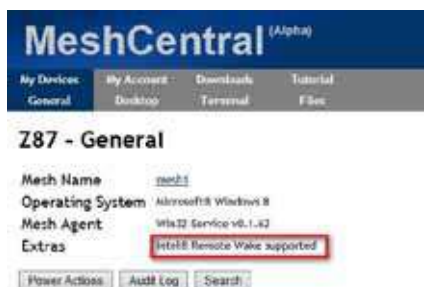 MeshCentral (Alpha)
My Devices My Account Downloads Tutorial
General Desktop Terminal Files
Z87 - General
Mesh Name mesh1
Operating System Microsoft® Windows 8
Mesh Agent Win32 Service v0.1.62
Extras Intel® Remote Wake supported
Power Actions Audit Log Search